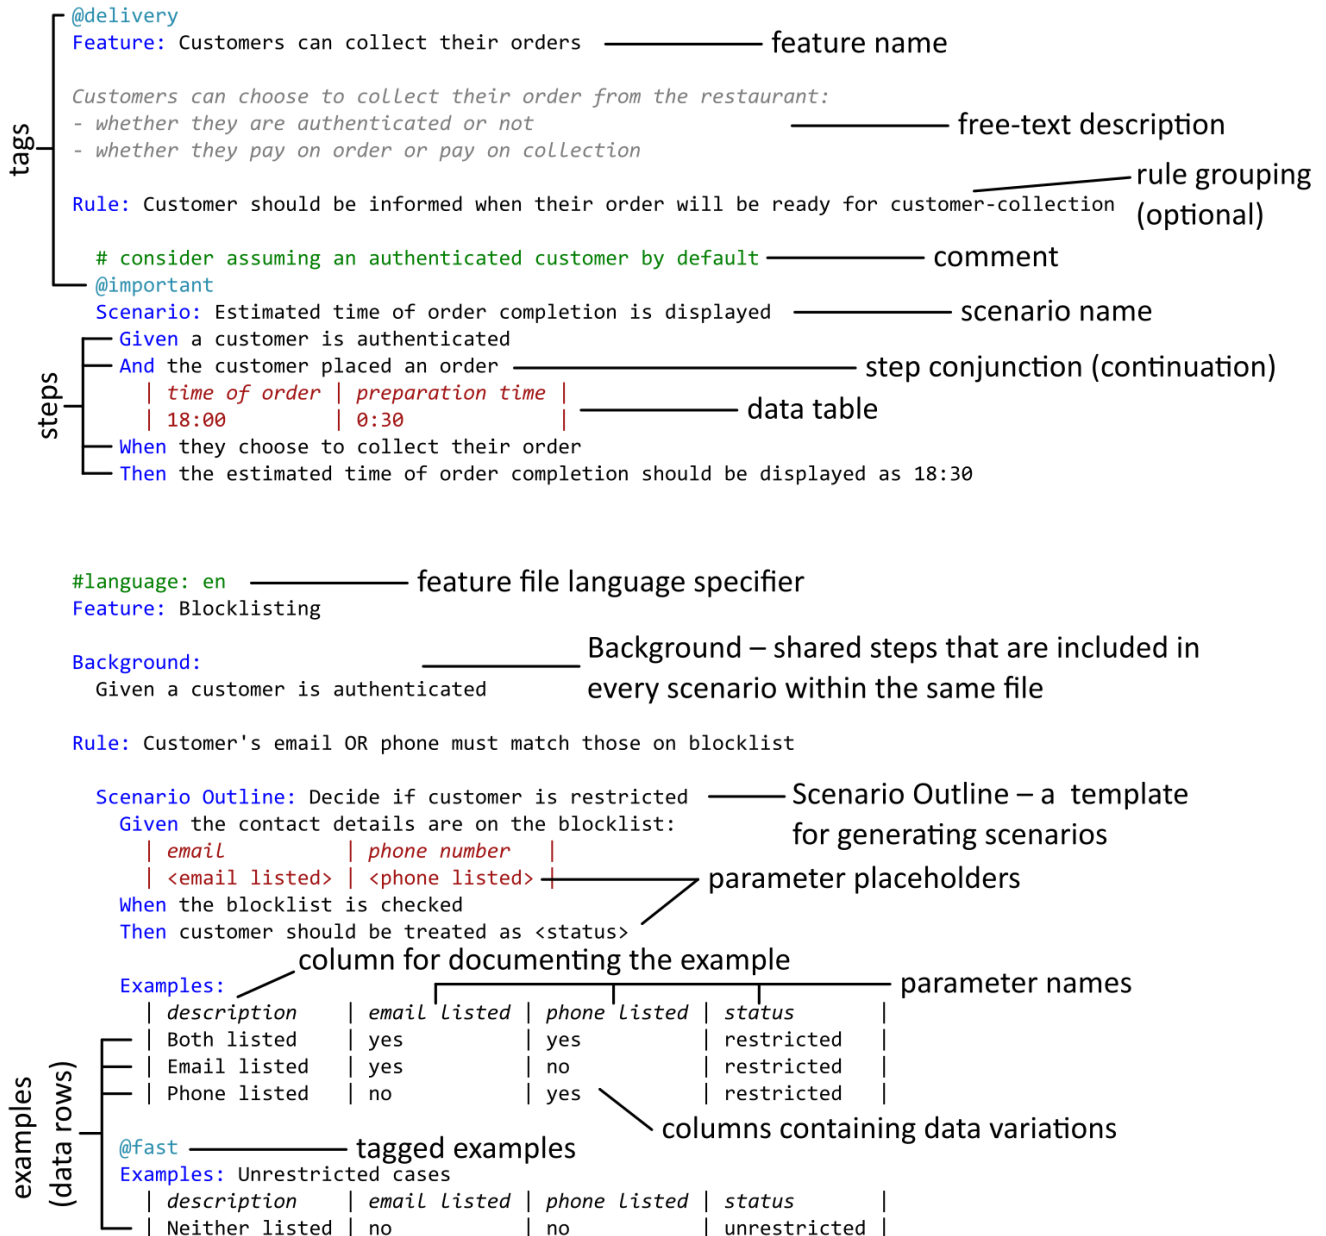 @delivery
Feature: Customers can collect their orders
feature name
Customers can choose to collect their order from the restaurant:
- whether they are authenticated or not
- whether they pay on order or pay on collection
free-text description
tags
rule grouping
(optional)
Rule: Customer should be informed when their order will be ready for customer-collection
# consider assuming an authenticated customer by default
comment
@important
Scenario: Estimated time of order completion is displayed
scenario name
Given a customer is authenticated
And the customer placed an order
step conjunction (continuation)
| time of order | preparation time |
| 18:00 | 0:30 |
data table
steps
When they choose to collect their order
Then the estimated time of order completion should be displayed as 18:30
#language: en
feature file language specifier
Feature: Blocklisting
Background:
Given a customer is authenticated
Background – shared steps that are included in
every scenario within the same file
Rule: Customer's email OR phone must match those on blocklist
Scenario Outline: Decide if customer is restricted
Scenario Outline – a template
for generating scenarios
Given the contact details are on the blocklist:
| email | phone number |
| <email listed> | <phone listed> |
parameter placeholders
When the blocklist is checked
Then customer should be treated as <status>
column for documenting the example
Examples:
parameter names
| description | email listed | phone listed | status |
| Both listed | yes | yes | restricted |
| Email listed | yes | no | restricted |
| Phone listed | no | yes | restricted |
columns containing data variations
examples
(data rows)
@fast
tagged examples
Examples: Unrestricted cases
| description | email listed | phone listed | status |
| Neither listed | no | no | unrestricted |